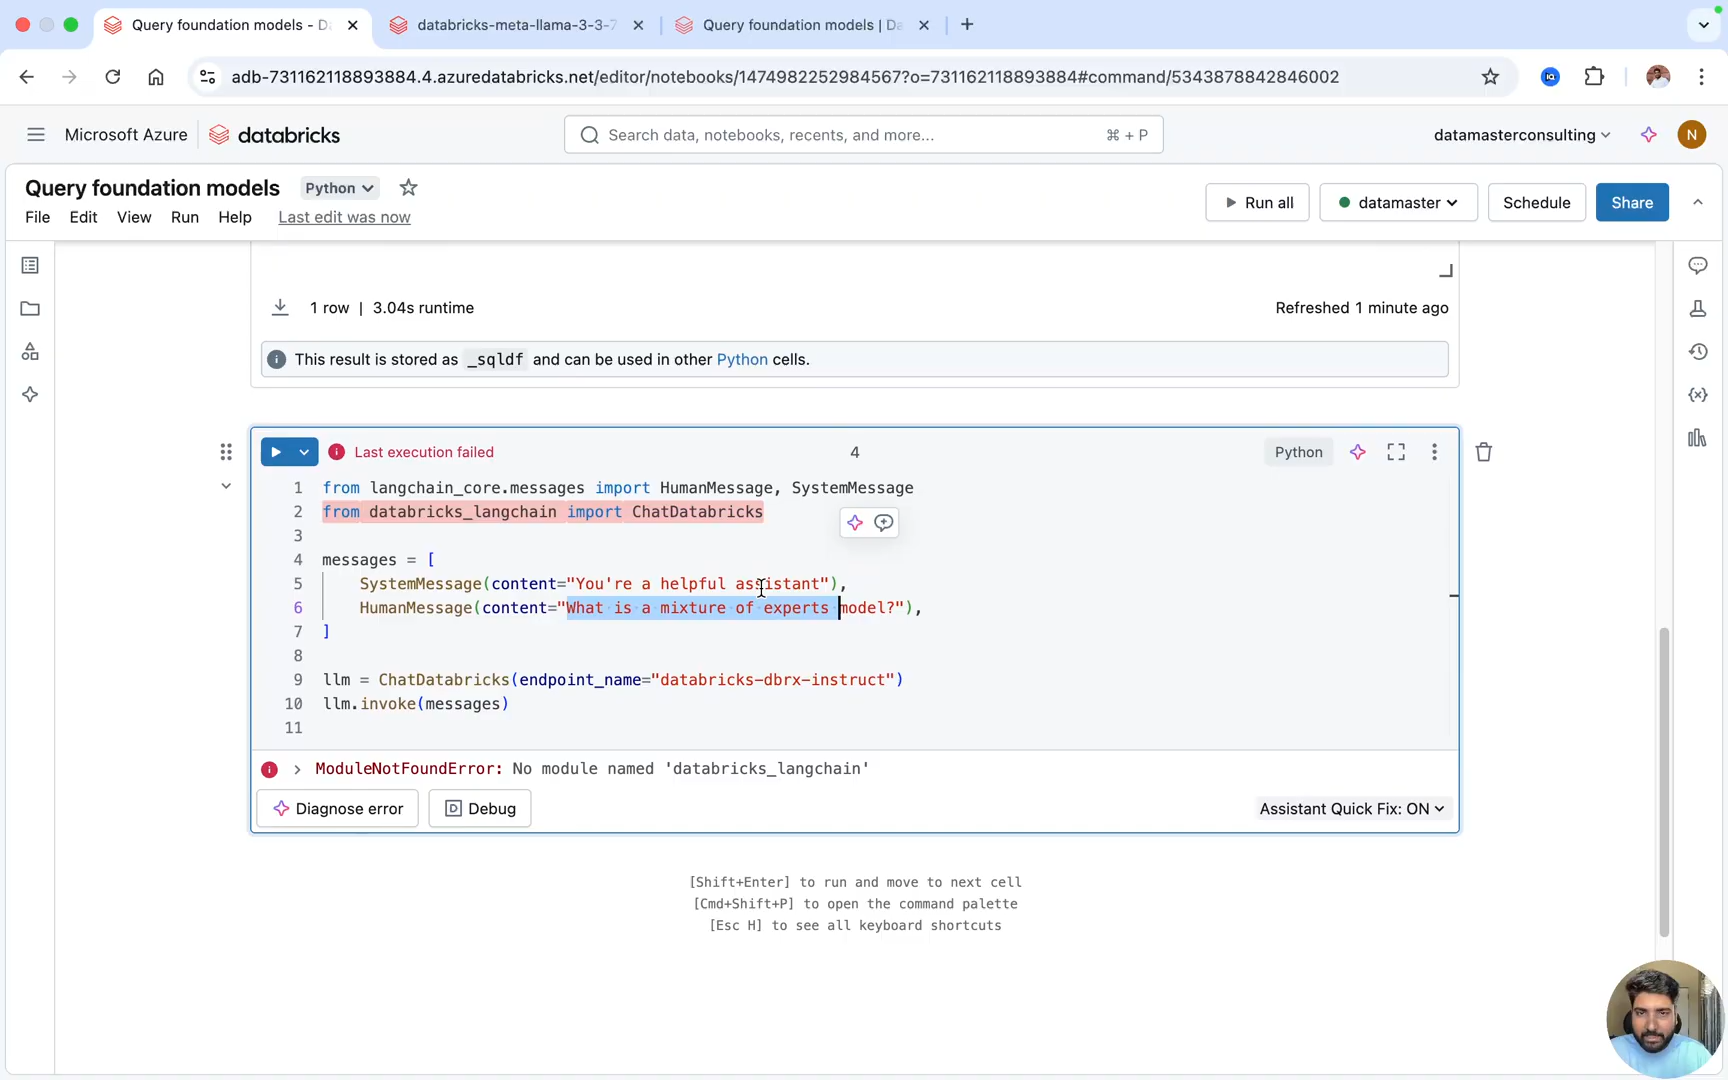 Query foundation models - Da
databricks-meta-llama-3-3-7
Query foundation models | Da
adb-731162118893884.4.azuredatabricks.net/editor/notebooks/1474982252984567?o=731162118893884#command/5343878842846002
Microsoft Azure
databricks
Search data, notebooks, recents, and more...
⌘ + P
datamasterconsulting
N
Query foundation models
Python
File
Edit
View
Run
Help
Last edit was now
Run all
datamaster
Schedule
Share
1 row | 3.04s runtime
Refreshed 1 minute ago
This result is stored as _sqldf and can be used in other Python cells.
Last execution failed
4
Python
1 from langchain_core.messages import HumanMessage, SystemMessage
2 from databricks_langchain import ChatDatabricks
3
4 messages = [
5 SystemMessage(content="You're a helpful assistant"),
6 HumanMessage(content="What is a mixture of experts model?"),
7 ]
8
9 llm = ChatDatabricks(endpoint_name="databricks-dbrx-instruct")
10 llm.invoke(messages)
11
ModuleNotFoundError: No module named 'databricks_langchain'
Diagnose error
Debug
Assistant Quick Fix: ON
[Shift+Enter] to run and move to next cell
[Cmd+Shift+P] to open the command palette
[Esc H] to see all keyboard shortcuts